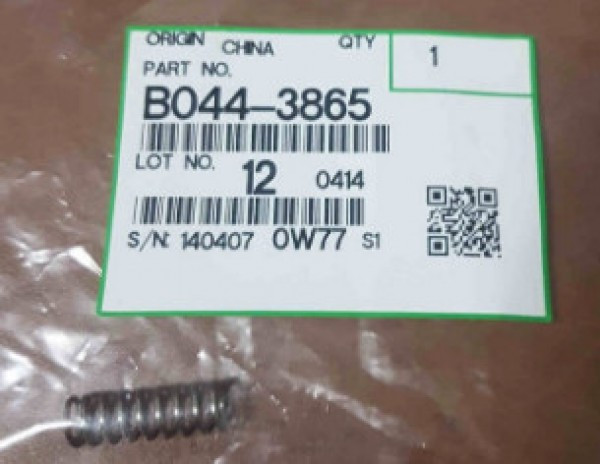 ORIGIN CHINA QTY 1
PART NO.
B044-3865
LOT NO. 12 0414
S/N: 140407 0W77 S1